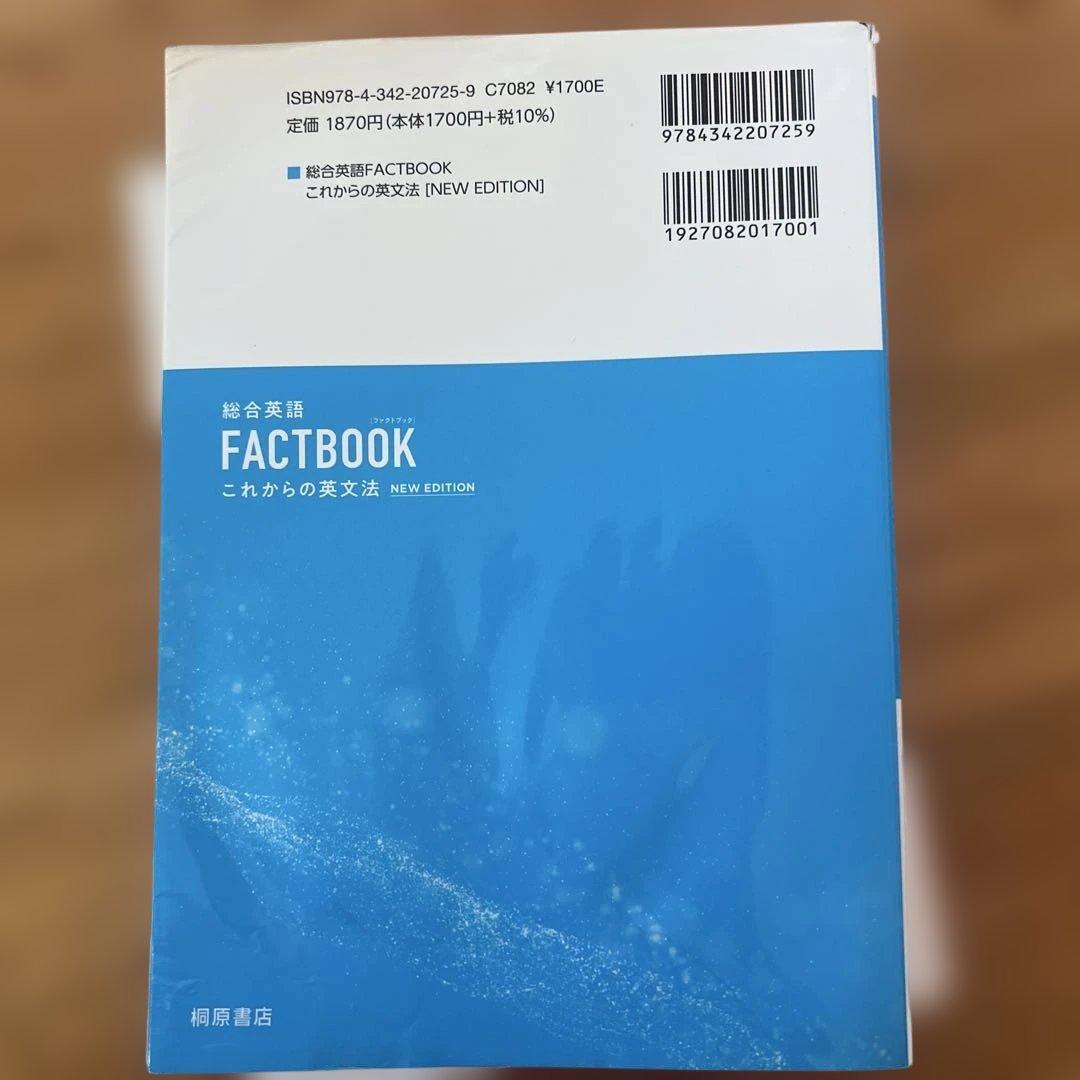 ISBN978-4-342-20725-9 C7082 ¥1700E
定価 1870円(本体1700円+税10%)
9784342207259
■ 総合英語FACTBOOK
これからの英文法 [NEW EDITION]
1927082017001
総合英語
[ファクトブック]
FACTBOOK
これからの英文法 NEW EDITION
桐原書店